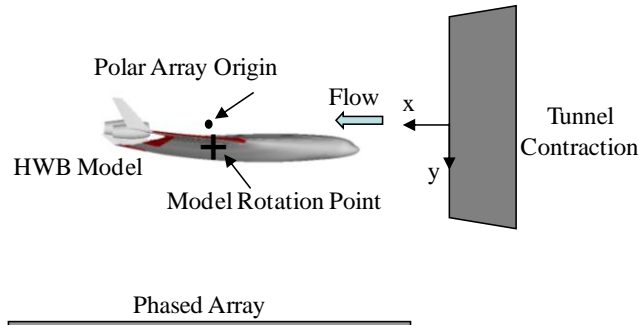 Polar Array Origin
Flow
x
Tunnel
Contraction
HWB Model
y
Model Rotation Point
Phased Array